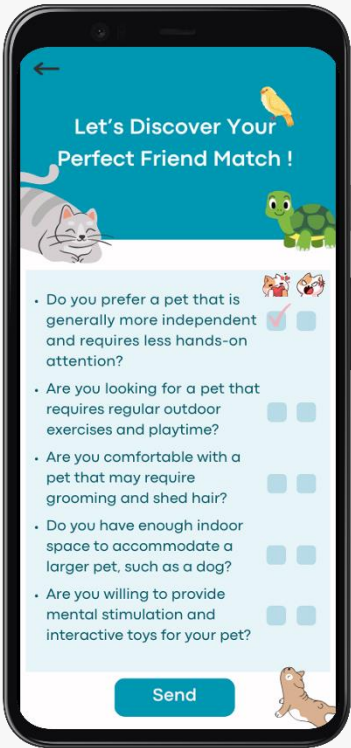 Let's Discover Your
Perfect Friend Match !
• Do you prefer a pet that is
generally more independent
and requires less hands-on
attention?
• Are you looking for a pet that
requires regular outdoor
exercises and playtime?
• Are you comfortable with a
pet that may require
grooming and shed hair?
• Do you have enough indoor
space to accommodate a
larger pet, such as a dog?
• Are you willing to provide
mental stimulation and
interactive toys for your pet?
Send